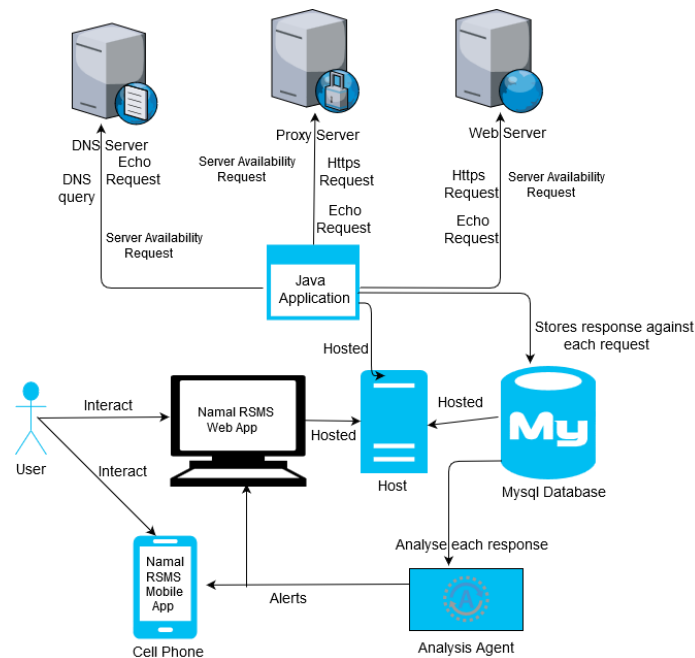 DNS Server
Proxy Server
Web Server
Echo
Request
DNS
query
Server Availability
Request
Server Availability
Request
Https
Request
Echo
Request
Https
Request
Server Availability
Request
Echo
Request
Java
Application
Stores response against
each request
Hosted
Interact
Namal RSMS
Web App
Hosted
Hosted
My
User
Interact
Host
Mysql Database
Namal
RSMS
Mobile
App
Analyse each response
Alerts
A
Cell Phone
Analysis Agent